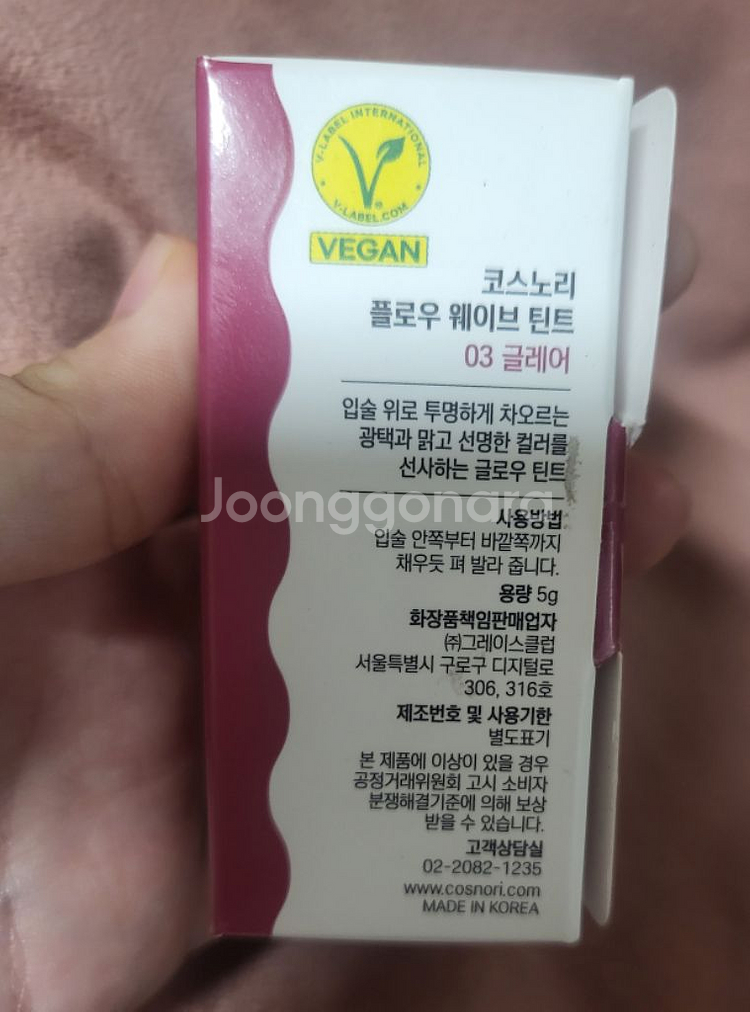 V-LABEL INTERNATIONAL
V-LABEL.COM
VEGAN
코스노리
플로우 웨이브 틴트
03 글레어
입술 위로 투명하게 차오르는
광택과 맑고 선명한 컬러를
선사하는 글로우 틴트
Joonggonara
사용방법
입술 안쪽부터 바깥쪽까지
채우듯 펴 발라 줍니다.
용량 5g
화장품책임판매업자
㈜그레이스클럽
서울특별시 구로구 디지털로
306, 316호
제조번호 및 사용기한
별도표기
본 제품에 이상이 있을 경우
공정거래위원회 고시 소비자
분쟁해결기준에 의해 보상
받을 수 있습니다.
고객상담실
02-2082-1235
www.cosnori.com
MADE IN KOREA